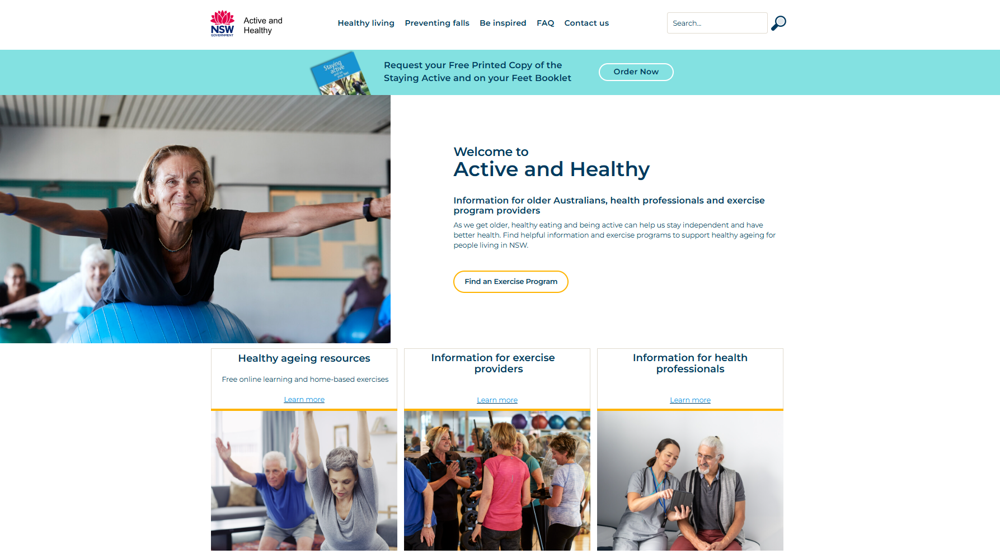 NSW
GOVERNMENT
Active and
Healthy
Healthy living
Preventing falls
Be inspired
FAQ
Contact us
Search...
Staying
active
and on
your feet
Request your Free Printed Copy of the
Staying Active and on your Feet Booklet
Order Now
Welcome to
Active and Healthy
Information for older Australians, health professionals and exercise
program providers
As we get older, healthy eating and being active can help us stay independent and have
better health. Find helpful information and exercise programs to support healthy ageing for
people living in NSW.
Find an Exercise Program
Healthy ageing resources
Free online learning and home-based exercises
Learn more
Information for exercise
providers
Learn more
Information for health
professionals
Learn more